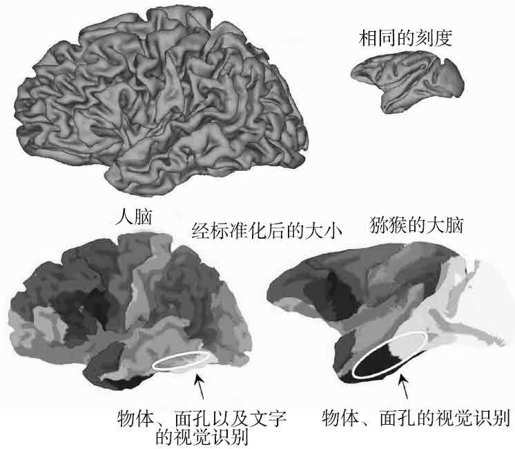 相同的刻度
人脑
经标准化后的大小
猕猴的大脑
物体、面孔以及文字
的视觉识别
物体、面孔的视觉识别